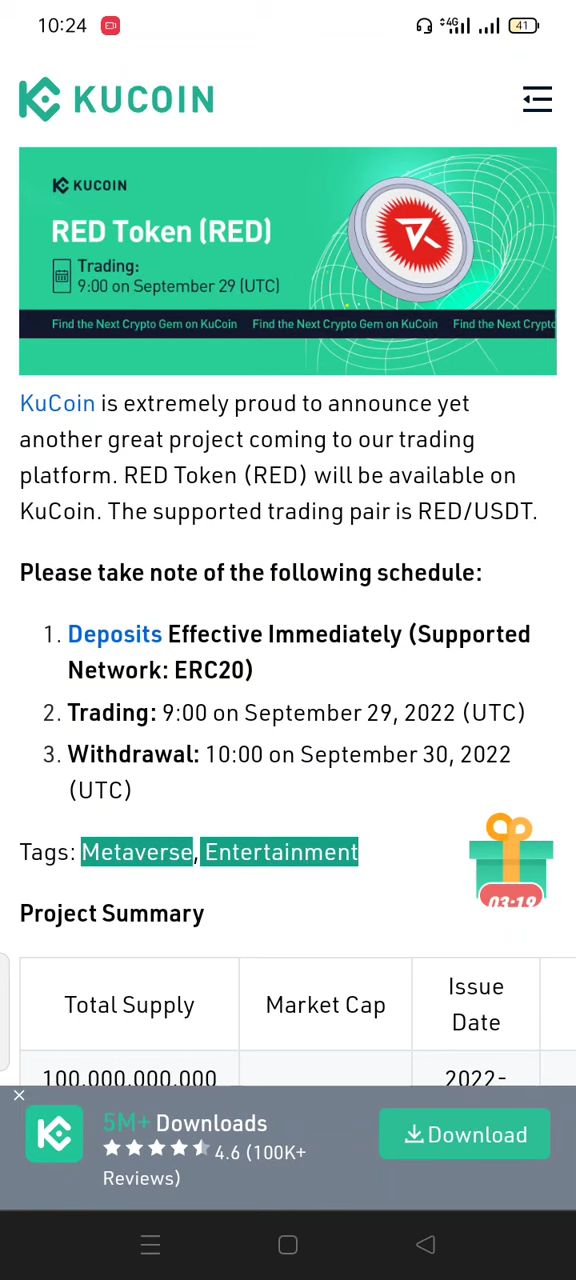 10:24
4G
41
KUCOIN
KUCOIN
RED Token (RED)
Trading:
9:00 on September 29 (UTC)
Find the Next Crypto Gem on KuCoin Find the Next Crypto Gem on KuCoin Find the Next Crypto
KuCoin is extremely proud to announce yet
another great project coming to our trading
platform. RED Token (RED) will be available on
KuCoin. The supported trading pair is RED/USDT.
Please take note of the following schedule:
1. Deposits Effective Immediately (Supported
Network: ERC20)
2. Trading: 9:00 on September 29, 2022 (UTC)
3. Withdrawal: 10:00 on September 30, 2022
(UTC)
Tags: Metaverse, Entertainment
03:19
Project Summary
Total Supply Market Cap Issue
Date
100,000,000,000 2022-
5M+ Downloads
4.6 (100K+
Reviews)
Download